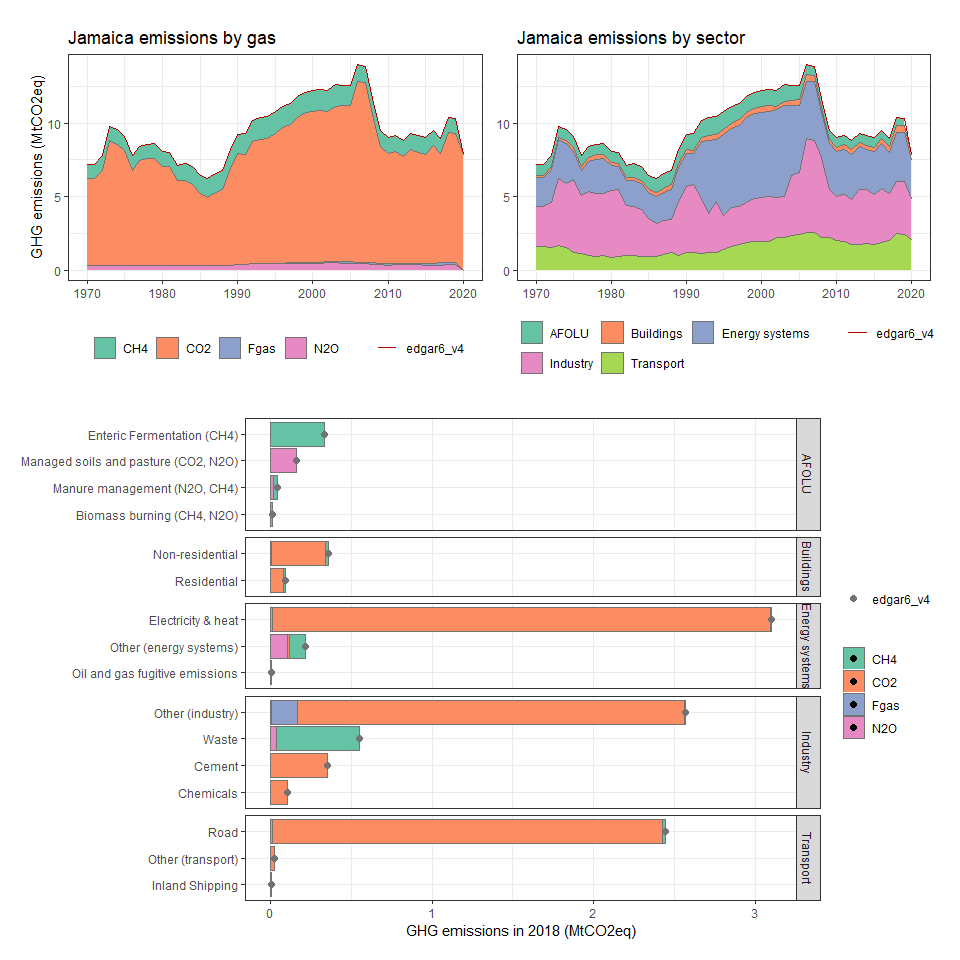 Jamaica emissions by gas
GHG emissions (MtCO2eq)
10
5
0
1970 1980 1990 2000 2010 2020
CH4 CO2 Fgas N2O edgar6_v4
Jamaica emissions by sector
10
5
0
1970 1980 1990 2000 2010 2020
AFOLU Buildings Energy systems edgar6_v4
Industry Transport
Enteric Fermentation (CH4)
Managed soils and pasture (CO2, N2O)
Manure management (N2O, CH4)
Biomass burning (CH4, N2O)
AFOLU
Non-residential
Residential
Buildings
Electricity & heat
Other (energy systems)
Oil and gas fugitive emissions
Energy systems
Other (industry)
Waste
Cement
Chemicals
Industry
Road
Other (transport)
Inland Shipping
Transport
0 1 2 3
GHG emissions in 2018 (MtCO2eq)
edgar6_v4
CH4
CO2
Fgas
N2O